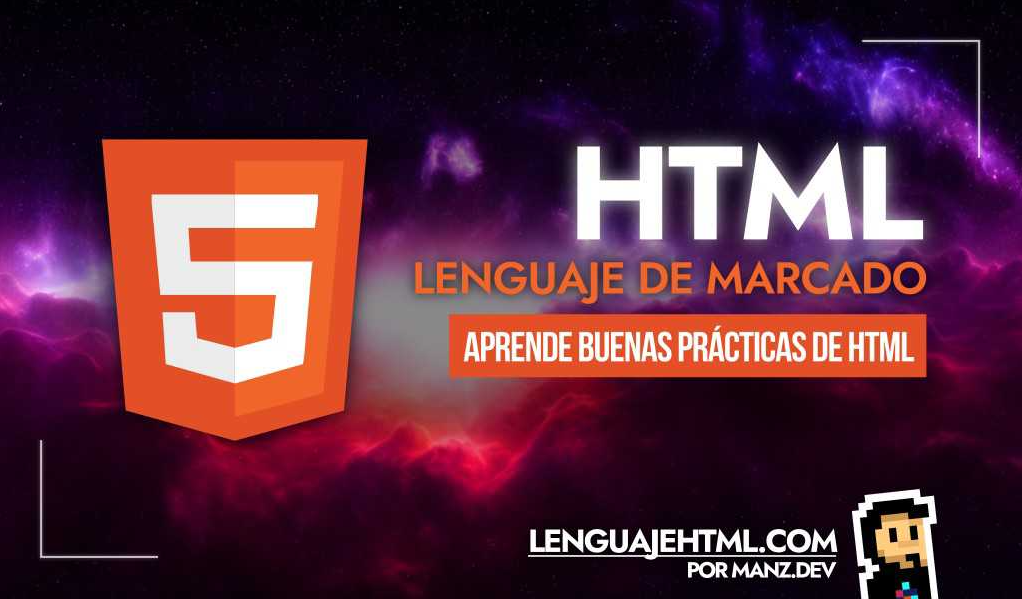 5
HTML
LENGUAJE DE MARCADO
APRENDE BUENAS PRÁCTICAS DE HTML
LENGUAJEHTML.COM
POR MANZ.DEV